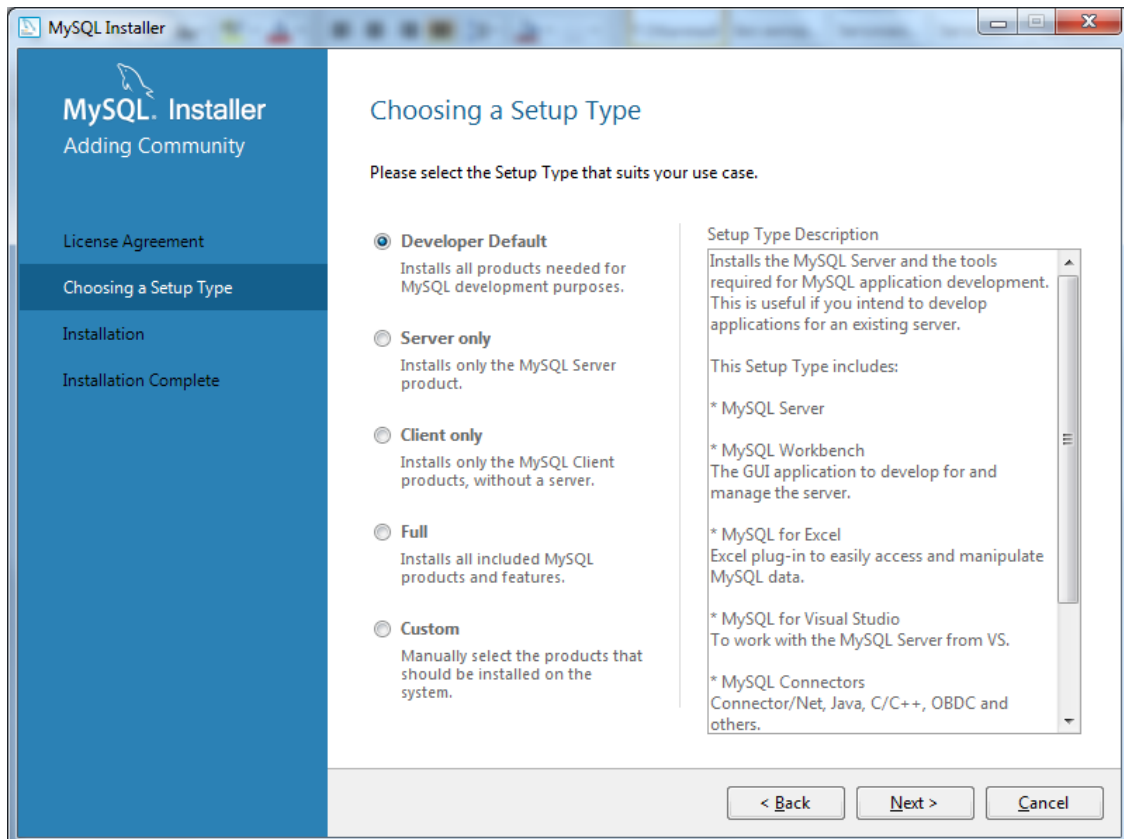 MySQL Installer
MySQL. Installer
Adding Community
License Agreement
Choosing a Setup Type
Installation
Installation Complete
Choosing a Setup Type
Please select the Setup Type that suits your use case.
Developer Default
Installs all products needed for
MySQL development purposes.
Server only
Installs only the MySQL Server
product.
Client only
Installs only the MySQL Client
products, without a server.
Full
Installs all included MySQL
products and features.
Custom
Manually select the products that
should be installed on the
system.
Setup Type Description
Installs the MySQL Server and the tools
required for MySQL application development.
This is useful if you intend to develop
applications for an existing server.
This Setup Type includes:
* MySQL Server
* MySQL Workbench
The GUI application to develop for and
manage the server.
* MySQL for Excel
Excel plug-in to easily access and manipulate
MySQL data.
* MySQL for Visual Studio
To work with the MySQL Server from VS.
* MySQL Connectors
Connector/Net, Java, C/C++, OBDC and
others.
< Back
Next >
Cancel